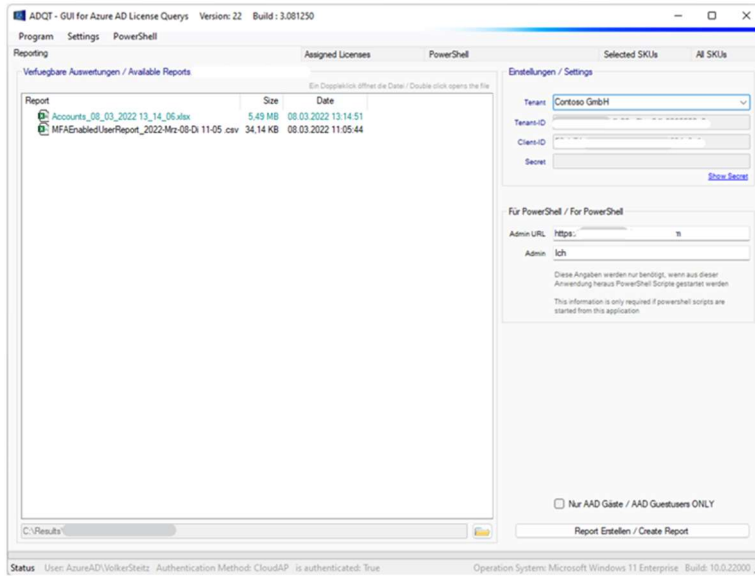 ADQT - GUI for Azure AD License Querys Version: 22 Build : 3.081250
Program Settings PowerShell
Reporting Assigned Licenses PowerShell Selected SKUs All SKUs
Verfuegbare Auswertungen / Available Reports
Ein Doppleklick öffnet die Datei / Double click opens the file
Report Size Date
Accounts_08_03_2022 13_14_06.xlsx 5,49 MB 08.03.2022 13:14:51
MFAEnabledUserReport_2022-Mrz-08-Di 11-05 .csv 34,14 KB 08.03.2022 11:05:44
C:\Results\
Einstellungen / Settings
Tenant Contoso GmbH
Tenant-ID
Client-ID
Secret
Show Secret
Für PowerShell / For PowerShell
Admin URL https:
Admin Ich
Diese Angaben werden nur benötigt, wenn aus dieser
Anwendung heraus PowerShell Scripte gestartet werden
This information is only required if powershell scripts are
started from this application
Nur AAD Gäste / AAD Guestusers ONLY
Report Erstellen / Create Report
Status User: AzureAD\VolkerSteitz Authentication Method: CloudAP is authenticated: True Operation System: Microsoft Windows 11 Enterprise Build: 10.0.22000